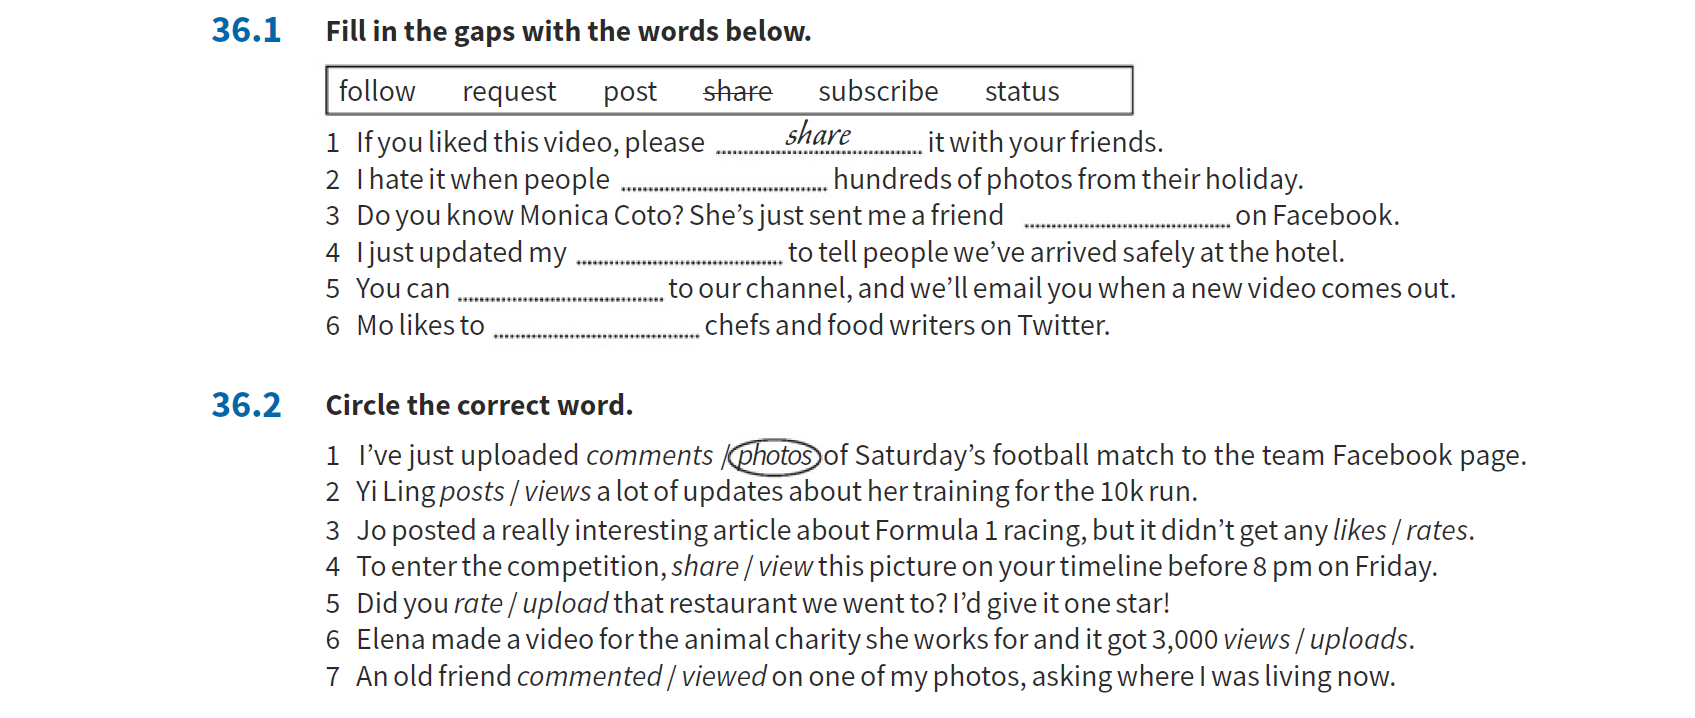 36.1 Fill in the gaps with the words below.
follow request post share subscribe status
1 If you liked this video, please share it with your friends.
2 I hate it when people ........ hundreds of photos from their holiday.
3 Do you know Monica Coto? She's just sent me a friend ........ on Facebook.
4 I just updated my ........ to tell people we've arrived safely at the hotel.
5 You can ........ to our channel, and we'll email you when a new video comes out.
6 Mo likes to ........ chefs and food writers on Twitter.
36.2 Circle the correct word.
1 I've just uploaded comments / photos of Saturday's football match to the team Facebook page.
2 Yi Ling posts / views a lot of updates about her training for the 10k run.
3 Jo posted a really interesting article about Formula 1 racing, but it didn't get any likes / rates.
4 To enter the competition, share / view this picture on your timeline before 8 pm on Friday.
5 Did you rate / upload that restaurant we went to? I'd give it one star!
6 Elena made a video for the animal charity she works for and it got 3,000 views / uploads.
7 An old friend commented / viewed on one of my photos, asking where I was living now.